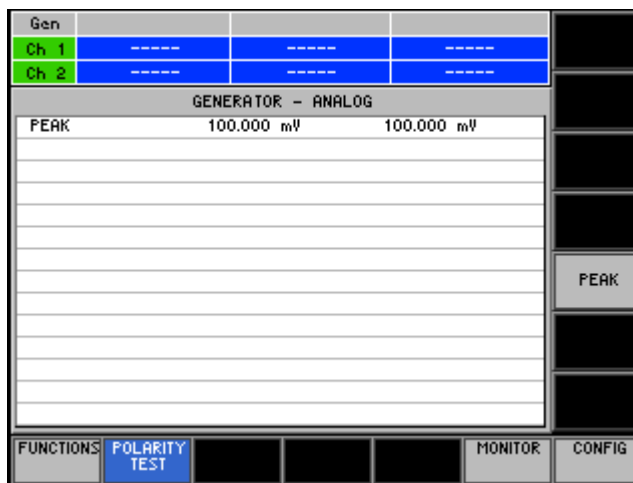 Gen
Ch 1 ----- ----- -----
Ch 2 ----- ----- -----
GENERATOR - ANALOG
PEAK 100.000 mV 100.000 mV
PEAK
FUNCTIONS POLARITY TEST MONITOR CONFIG